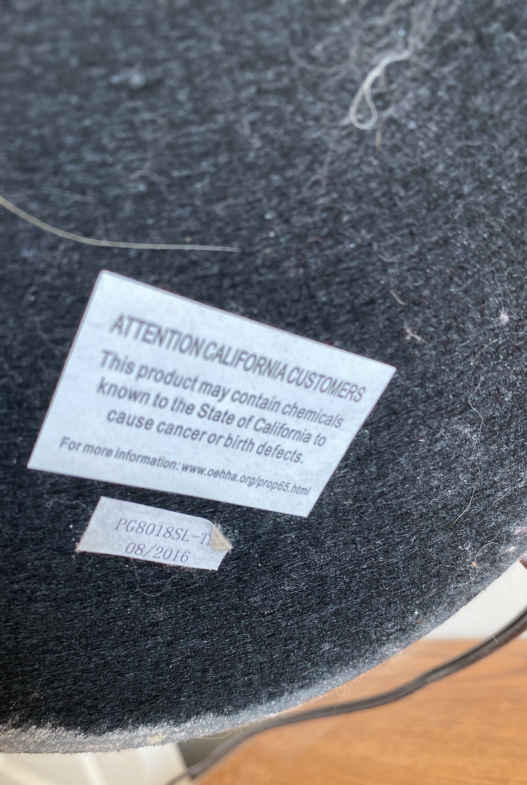 ATTENTION CALIFORNIA CUSTOMERS
This product may contain chemicals
known to the State of California to
cause cancer or birth defects.
For more information: www.oehha.org/prop65.html
PG8018SL-T
08/2016